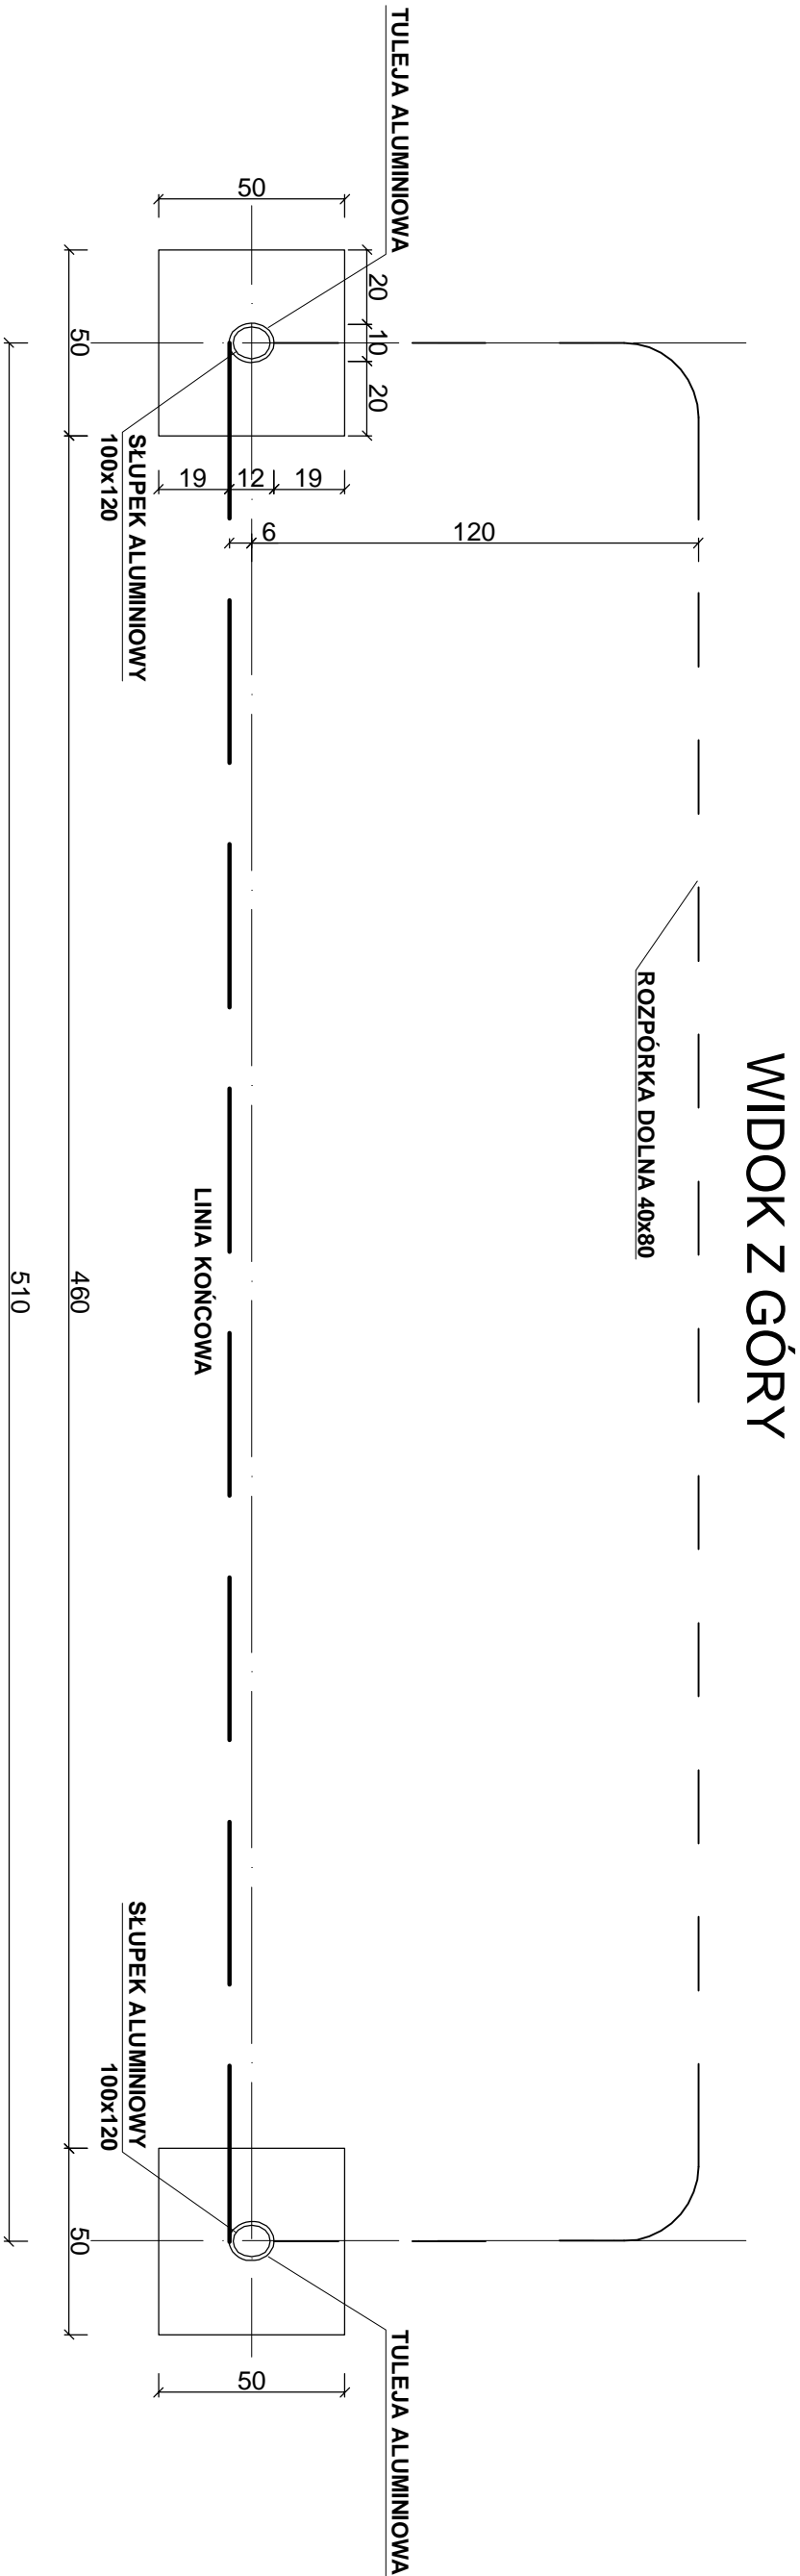 WIDOK Z GÓRY
TULEJA ALUMINIOWA
TULEJA ALUMINIOWA
ROZPÓRKA DOLNA 40x80
20
10
20
50
50
19
12
19
6
120
LINIA KOŃCOWA
SŁUPEK ALUMINIOWY
100x120
SŁUPEK ALUMINIOWY
100x120
50
460
50
510